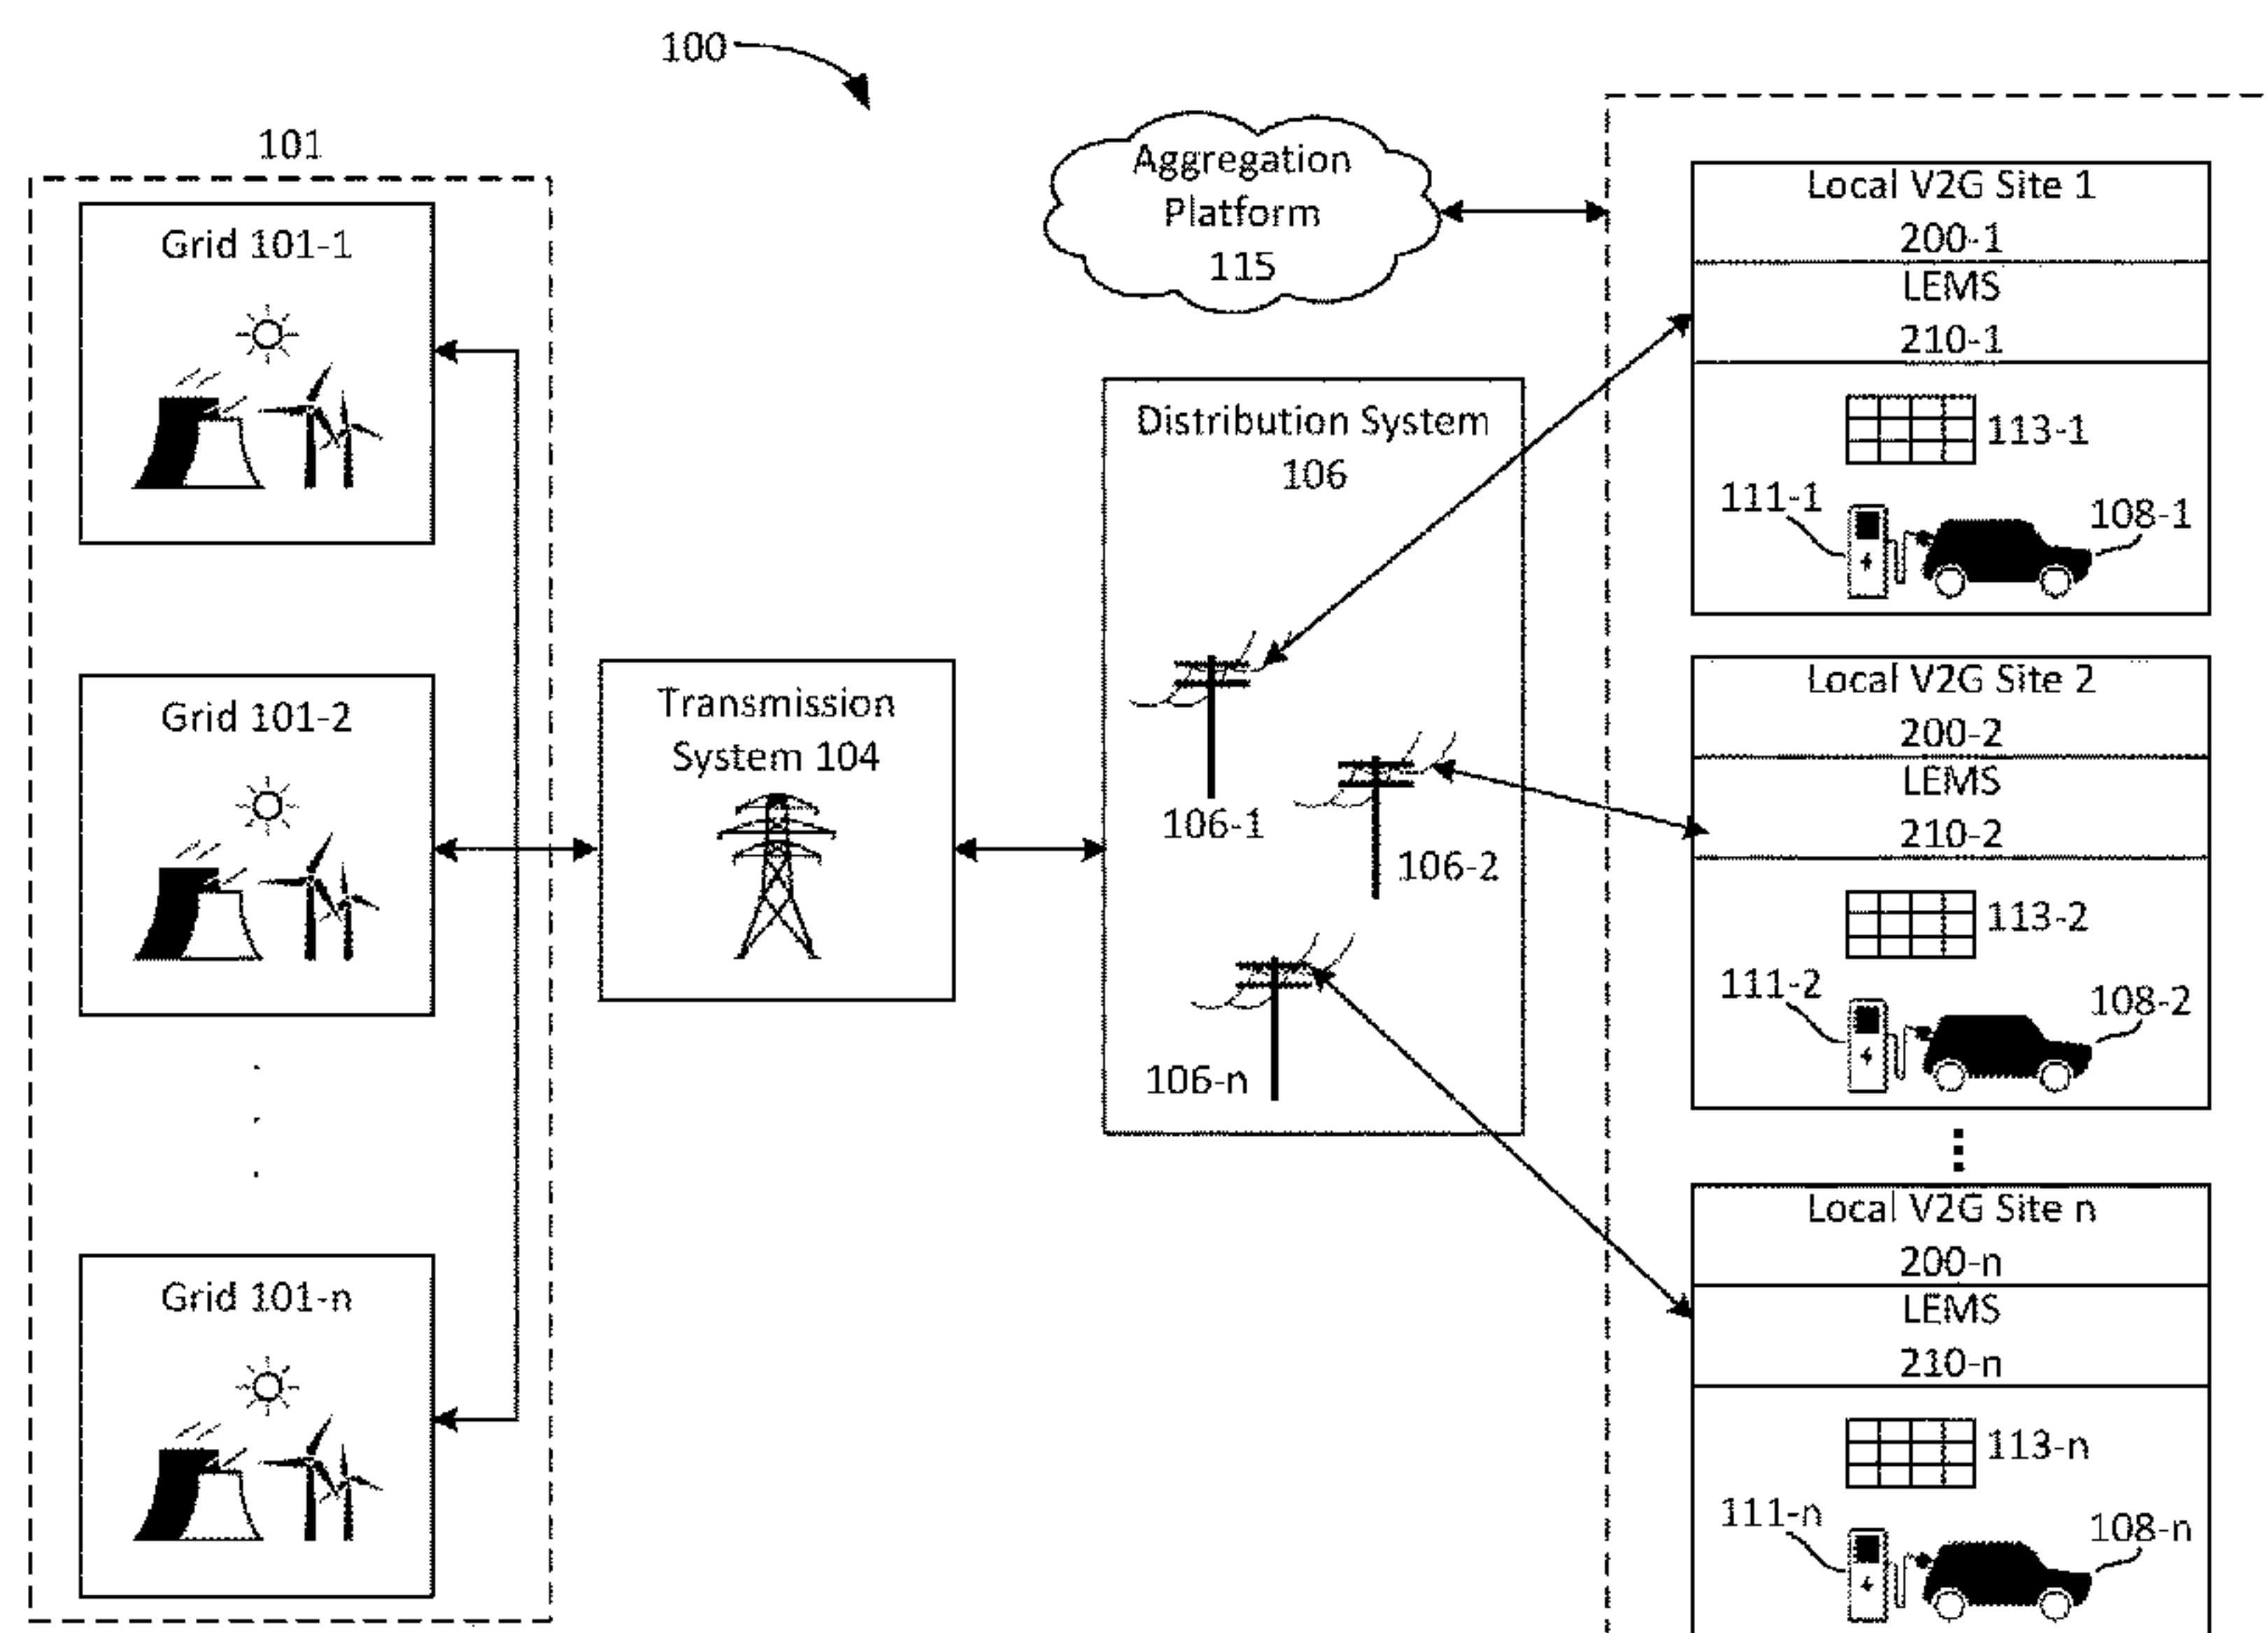 100
101
Grid 101-1
Grid 101-2
Grid 101-n
Transmission
System 104
Aggregation
Platform
115
Distribution System
106
106-1
106-2
106-n
Local V2G Site 1
200-1
LEMS
210-1
113-1
111-1
108-1
Local V2G Site 2
200-2
LEMS
210-2
113-2
111-2
108-2
Local V2G Site n
200-n
LEMS
210-n
113-n
111-n
108-n